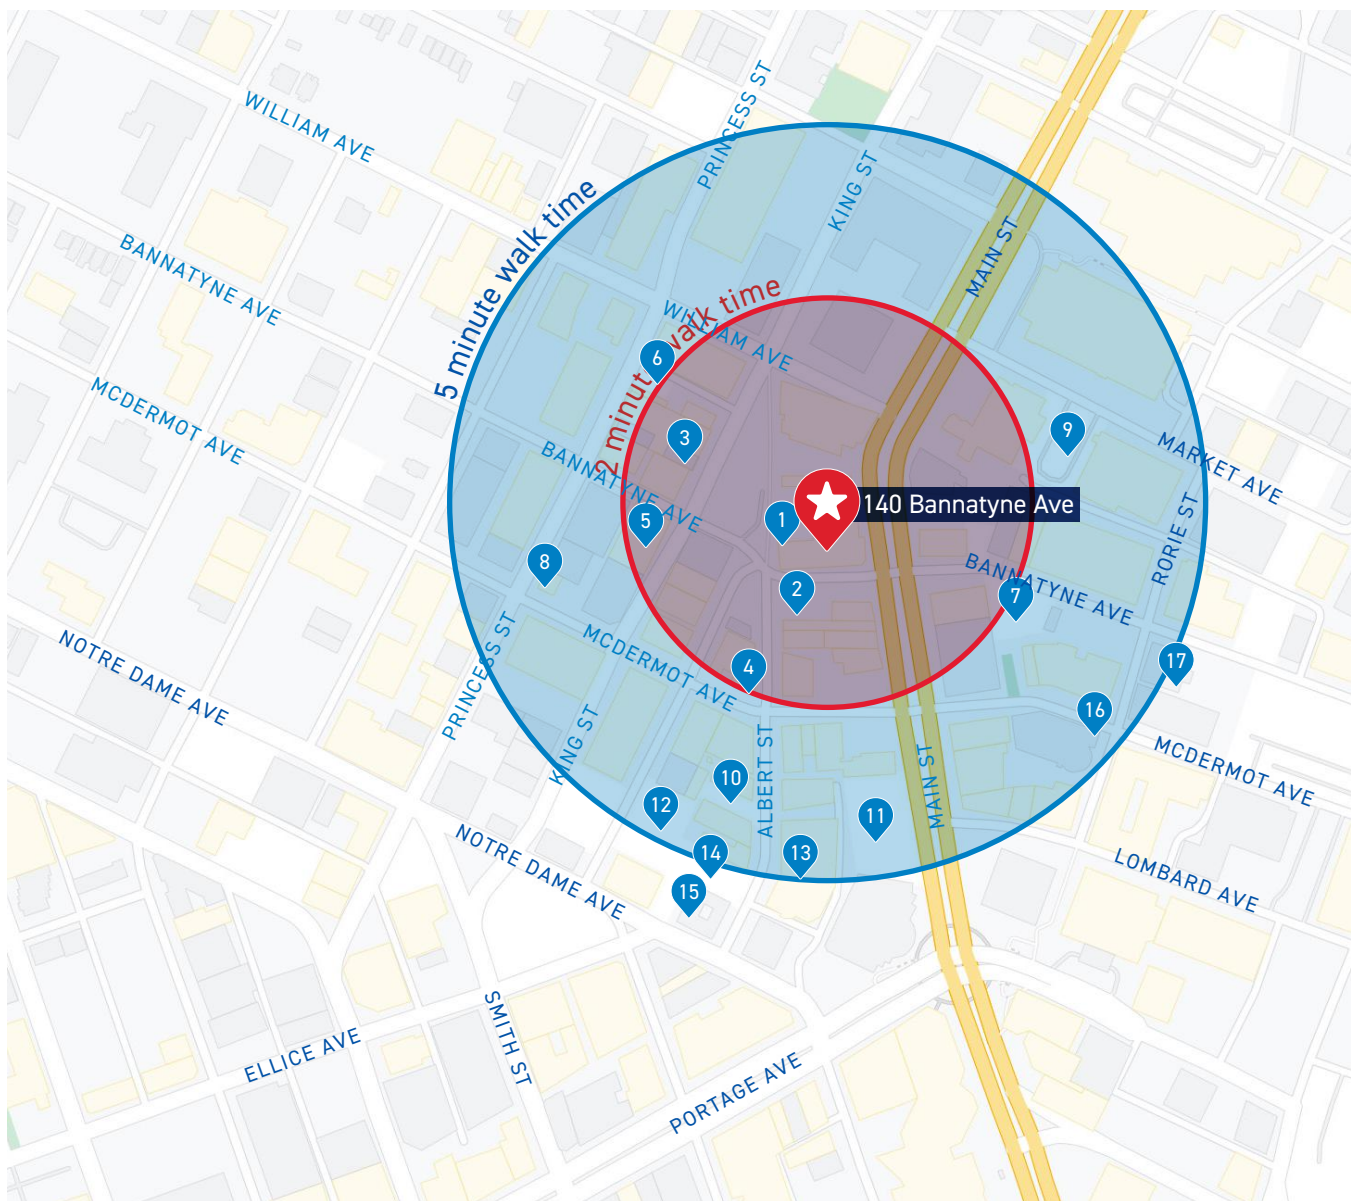 PRINCESS ST
WILLIAM AVE
KING ST
5 minute walk time
MAIN ST
BANNATYNE AVE
2 minute walk time
WILLIAM AVE
6
MCDERMOT AVE
3
9
MARKET AVE
BANNATYNE AVE
140 Bannatyne Ave
5
1
RORIE ST
8
2
7
BANNATYNE AVE
NOTRE DAME AVE
PRINCESS ST
MCDERMOT AVE
4
17
16
KING ST
ALBERT ST
MAIN ST
MCDERMOT AVE
10
12
11
14
13
15
NOTRE DAME AVE
LOMBARD AVE
SMITH ST
ELLICE AVE
PORTAGE AVE